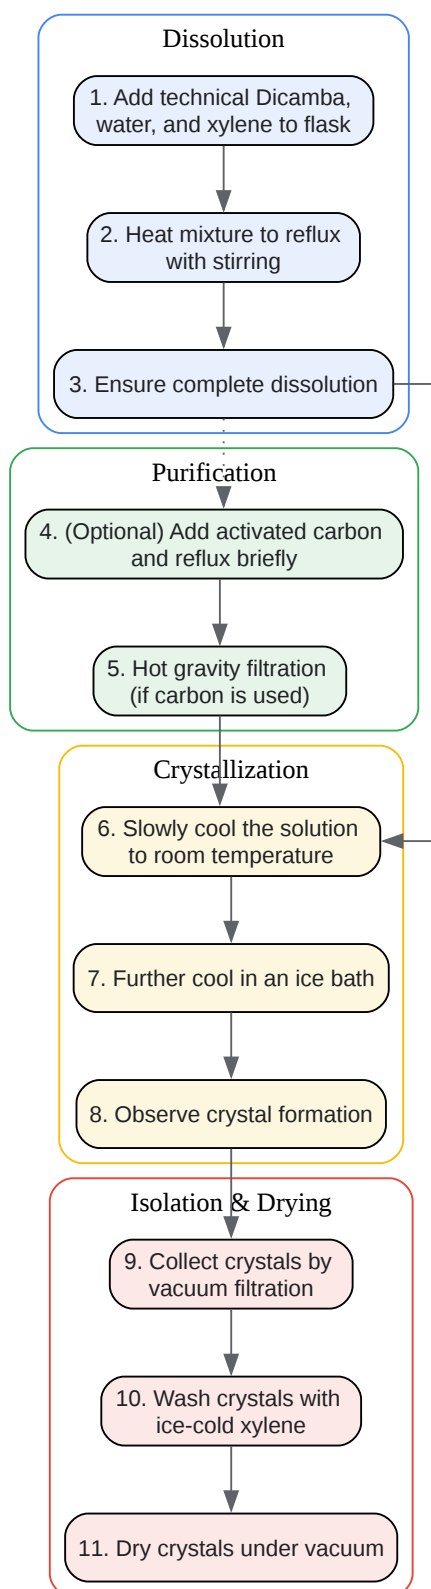 Dissolution
1. Add technical Dicamba,
water, and xylene to flask
2. Heat mixture to reflux
with stirring
3. Ensure complete dissolution
Purification
4. (Optional) Add activated carbon
and reflux briefly
5. Hot gravity filtration
(if carbon is used)
Crystallization
6. Slowly cool the solution
to room temperature
7. Further cool in an ice bath
8. Observe crystal formation
Isolation & Drying
9. Collect crystals by
vacuum filtration
10. Wash crystals with
ice-cold xylene
11. Dry crystals under vacuum